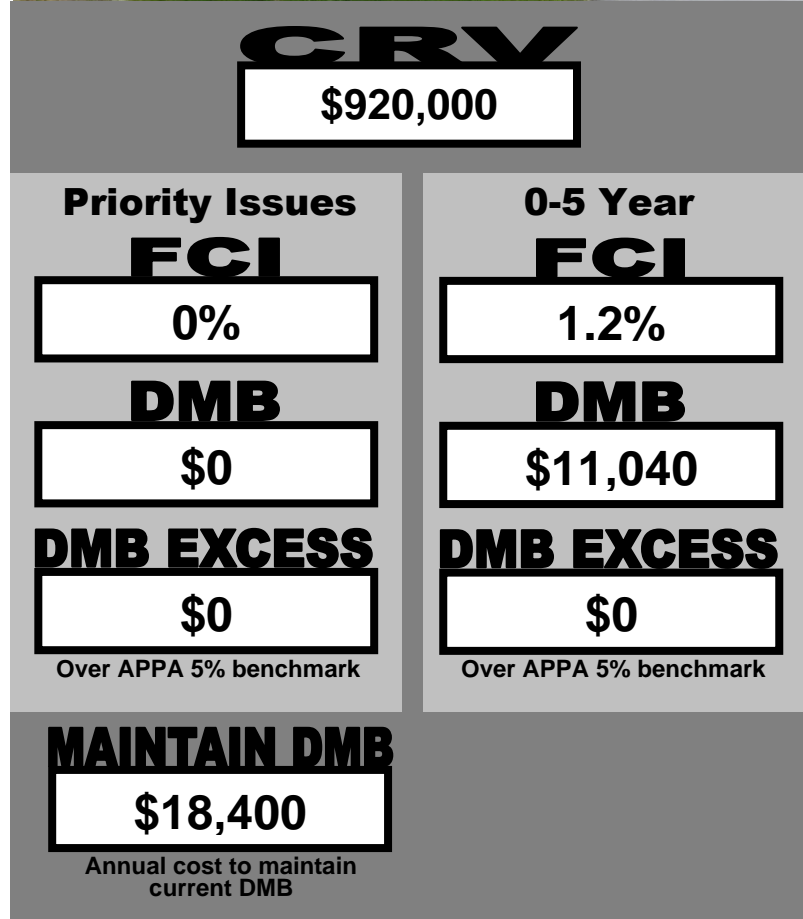 CRV
$920,000
Priority Issues
FCI
0%
DMB
$0
DMB EXCESS
$0
Over APPA 5% benchmark
0-5 Year
FCI
1.2%
DMB
$11,040
DMB EXCESS
$0
Over APPA 5% benchmark
MAINTAIN DMB
$18,400
Annual cost to maintain
current DMB